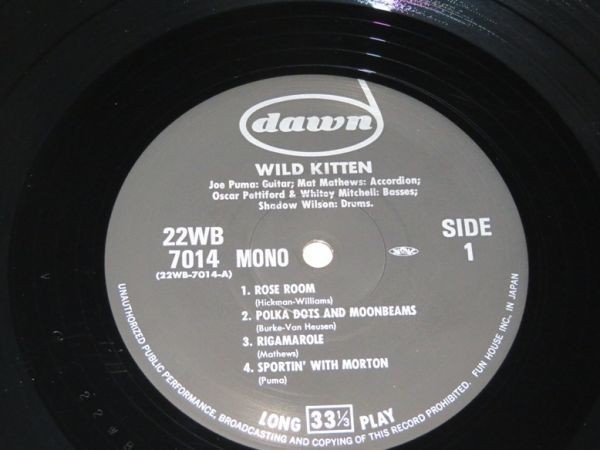 dawn
WILD KITTEN
Joe Puma: Guitar; Mat Mathews: Accordion;
Oscar Pettiford & Whitey Mitchell: Basses;
Shadow Wilson: Drums.
22WB
7014 MONO
(22WB-7014-A)
SIDE
1
1. ROSE ROOM
(Hickman-Williams)
2. POLKA DOTS AND MOONBEAMS
(Burke-Van Heusen)
3. RIGAMAROLE
(Mathews)
4. SPORTIN' WITH MORTON
(Puma)
LONG 33 1/3 PLAY
UNAUTHORIZED PUBLIC PERFORMANCE, BROADCASTING AND COPYING OF THIS RECORD PROHIBITED. FUN HOUSE INC., IN JAPAN
22WB